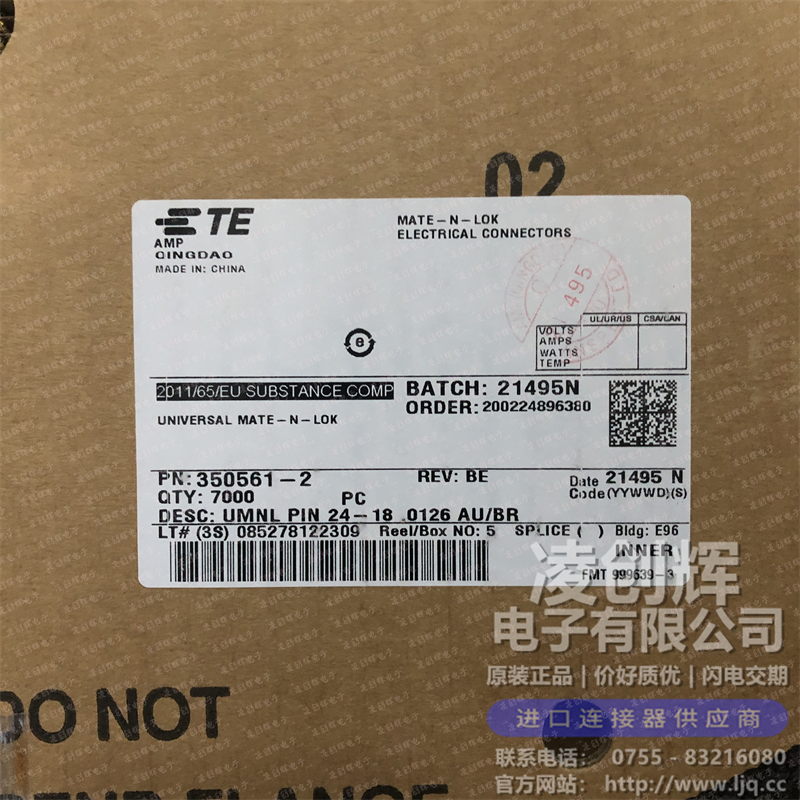 02
TE
AMP
QINGDAO
MADE IN: CHINA
MATE-N-LOK
ELECTRICAL CONNECTORS
495
UL/UR/US CSA/CAN
VOLTS
AMPS
WATTS
TEMP
2011/65/EU SUBSTANCE COMP
BATCH: 21495N
ORDER: 200224896380
UNIVERSAL MATE-N-LOK
PN: 350561-2 REV: BE
Date 21495 N
Code(YYWWD)(S)
QTY: 7000 PC
DESC: UMNL PIN 24-18 .0126 AU/BR
LT# (3S) 085278122309 Reel/Box NO: 5 SPLICE ( ) Bldg: E96
INNER
FMT 999639-3
凌创辉
电子有限公司
原装正品 | 价好质优 | 闪电交期
进口连接器供应商
联系电话: 0755 - 83216080
官方网站: http://www.ljq.cc
DO NOT